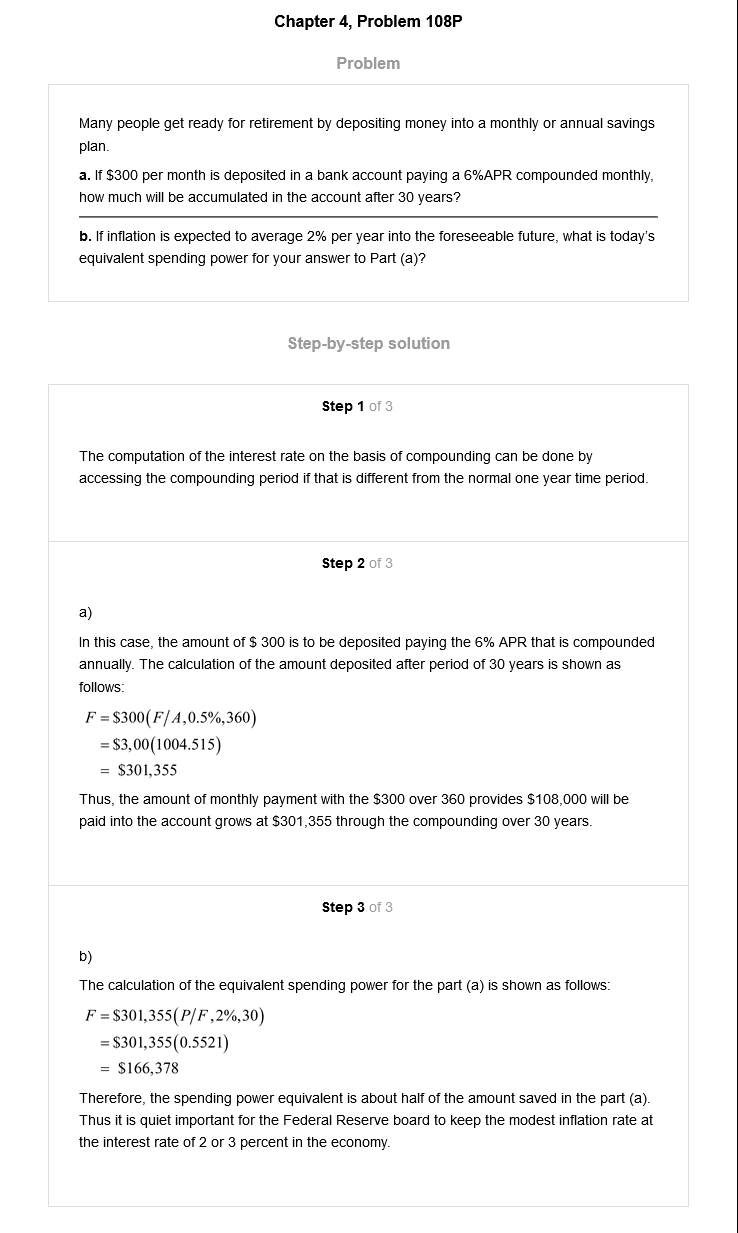 Chapter 4, Problem 108P
Problem
Many people get ready for retirement by depositing money into a monthly or annual savings
plan.
a. If $300 per month is deposited in a bank account paying a 6%APR compounded monthly,
how much will be accumulated in the account after 30 years?
b. If inflation is expected to average 2% per year into the foreseeable future, what is today's
equivalent spending power for your answer to Part (a)?
Step-by-step solution
Step 1 of 3
The computation of the interest rate on the basis of compounding can be done by
accessing the compounding period if that is different from the normal one year time period.
Step 2 of 3
a)
In this case, the amount of $ 300 is to be deposited paying the 6% APR that is compounded
annually. The calculation of the amount deposited after period of 30 years is shown as
follows:
F = $300(F/A,0.5%,360)
= $3,00(1004.515)
= $301,355
Thus, the amount of monthly payment with the $300 over 360 provides $108,000 will be
paid into the account grows at $301,355 through the compounding over 30 years.
Step 3 of 3
b)
The calculation of the equivalent spending power for the part (a) is shown as follows:
F = $301,355(P/F,2%,30)
= $301,355(0.5521)
= $166,378
Therefore, the spending power equivalent is about half of the amount saved in the part (a).
Thus it is quiet important for the Federal Reserve board to keep the modest inflation rate at
the interest rate of 2 or 3 percent in the economy.